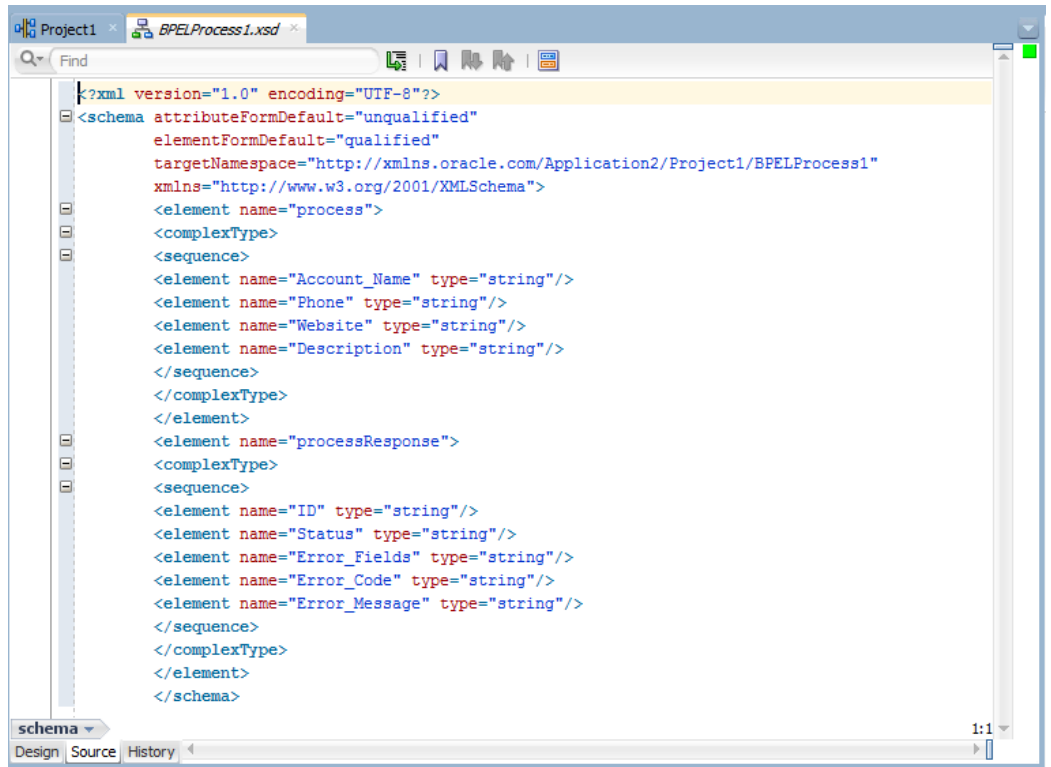 Project1
BPELProcess1.xsd
Find
<?xml version="1.0" encoding="UTF-8"?>
<schema attributeFormDefault="unqualified"
elementFormDefault="qualified"
targetNamespace="http://xmlns.oracle.com/Application2/Project1/BPELProcess1"
xmlns="http://www.w3.org/2001/XMLSchema">
<element name="process">
<complexType>
<sequence>
<element name="Account_Name" type="string"/>
<element name="Phone" type="string"/>
<element name="Website" type="string"/>
<element name="Description" type="string"/>
</sequence>
</complexType>
</element>
<element name="processResponse">
<complexType>
<sequence>
<element name="ID" type="string"/>
<element name="Status" type="string"/>
<element name="Error_Fields" type="string"/>
<element name="Error_Code" type="string"/>
<element name="Error_Message" type="string"/>
</sequence>
</complexType>
</element>
</schema>
schema 1:1
Design Source History